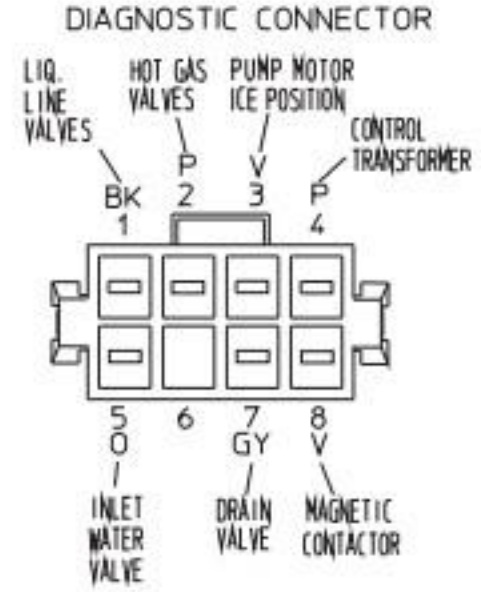 DIAGNOSTIC CONNECTOR
LIQ.
LINE
VALVES
HOT GAS
VALVES
PUMP MOTOR
ICE POSITION
CONTROL
TRANSFORMER
BK
1
P
2
V
3
P
4
5
O
6
7
GY
8
V
INLET
WATER
VALVE
DRAIN
VALVE
MAGNETIC
CONTACTOR